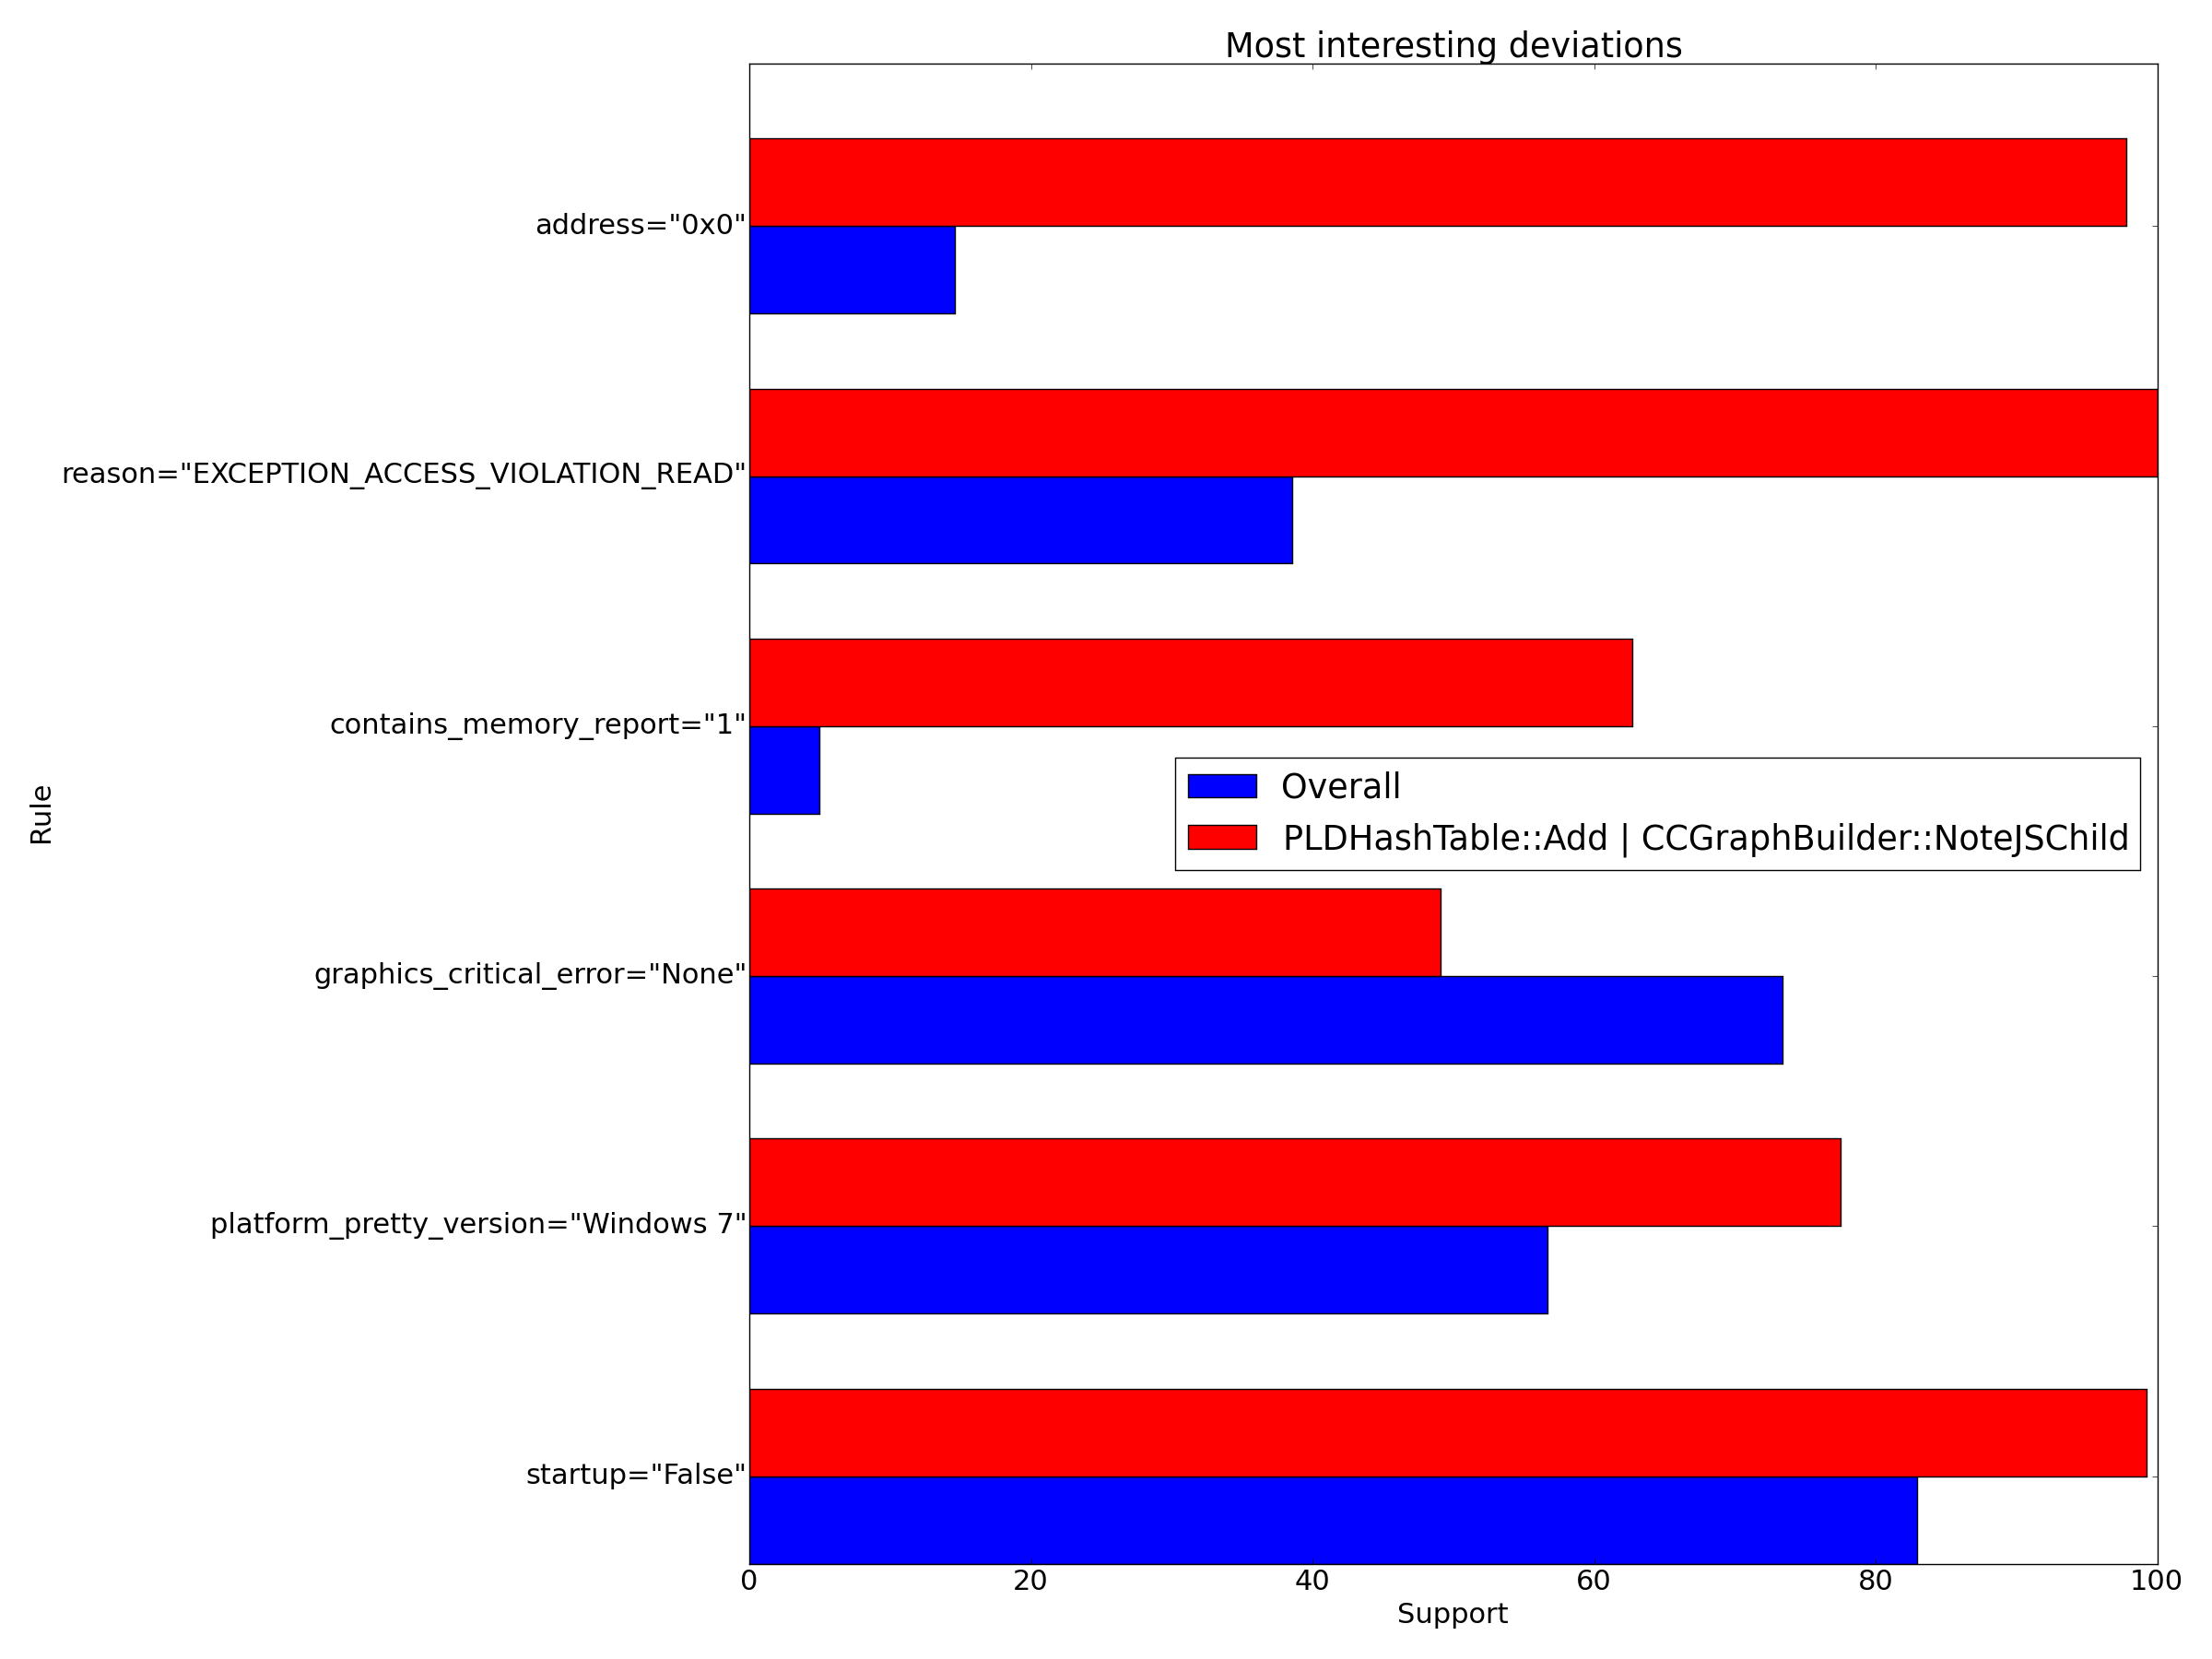 Most interesting deviations
address="0x0"
reason="EXCEPTION_ACCESS_VIOLATION_READ"
contains_memory_report="1"
Rule
Overall
PLDHashTable::Add | CCGraphBuilder::NoteJSChild
graphics_critical_error="None"
platform_pretty_version="Windows 7"
startup="False"
0 20 40 60 80 100
Support